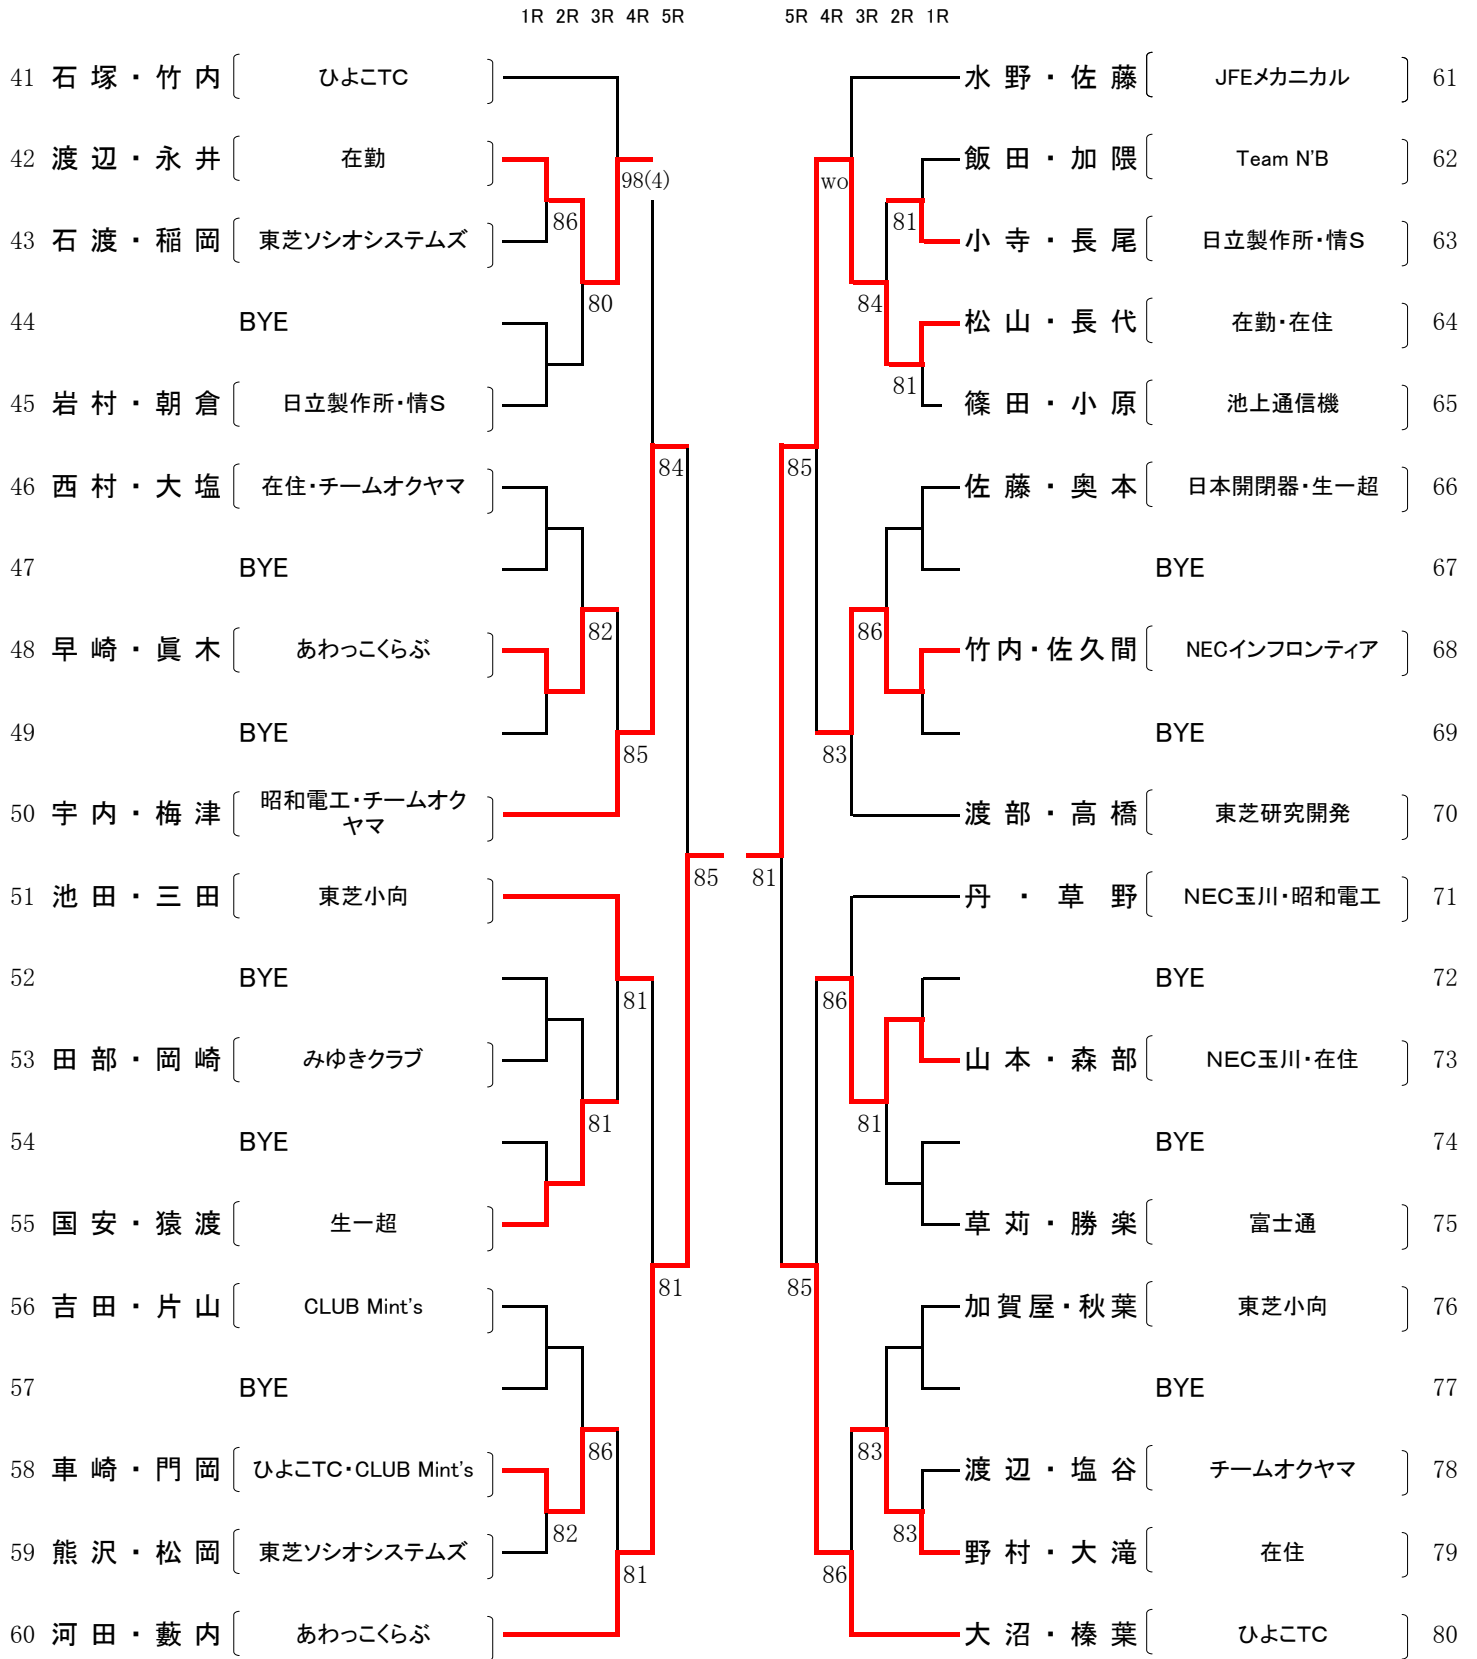 1R 2R 3R 4R 5R 5R 4R 3R 2R 1R
41 石塚・竹内 ひよこTC 水野・佐藤 JFEメカニカル 61
42 渡辺・永井 在勤 飯田・加隈 Team N'B 62
98(4) wo
86 81
43 石渡・稲岡 東芝ソシオシステムズ 小寺・長尾 日立製作所・情S 63
80 84
44 BYE 松山・長代 在勤・在住 64
81
45 岩村・朝倉 日立製作所・情S 篠田・小原 池上通信機 65
84 85
46 西村・大塩 在住・チームオクヤマ 佐藤・奥本 日本開閉器・生一超 66
47 BYE BYE 67
82 86
48 早崎・眞木 あわっこくらぶ 竹内・佐久間 NECインフロンティア 68
49 BYE BYE 69
85 83
50 宇内・梅津 昭和電工・チームオク
ヤマ 渡部・高橋 東芝研究開発 70
85 81
51 池田・三田 東芝小向 丹・草野 NEC玉川・昭和電工 71
52 BYE BYE 72
81 86
53 田部・岡崎 みゆきクラブ 山本・森部 NEC玉川・在住 73
81 81
54 BYE BYE 74
55 国安・猿渡 生一超 草苅・勝楽 富士通 75
81 85
56 吉田・片山 CLUB Mint's 加賀屋・秋葉 東芝小向 76
57 BYE BYE 77
86 83
58 車崎・門岡 ひよこTC・CLUB Mint's 渡辺・塩谷 チームオクヤマ 78
82 83
59 熊沢・松岡 東芝ソシオシステムズ 野村・大滝 在住 79
81 86
60 河田・藪内 あわっこくらぶ 大沼・榛葉 ひよこTC 80